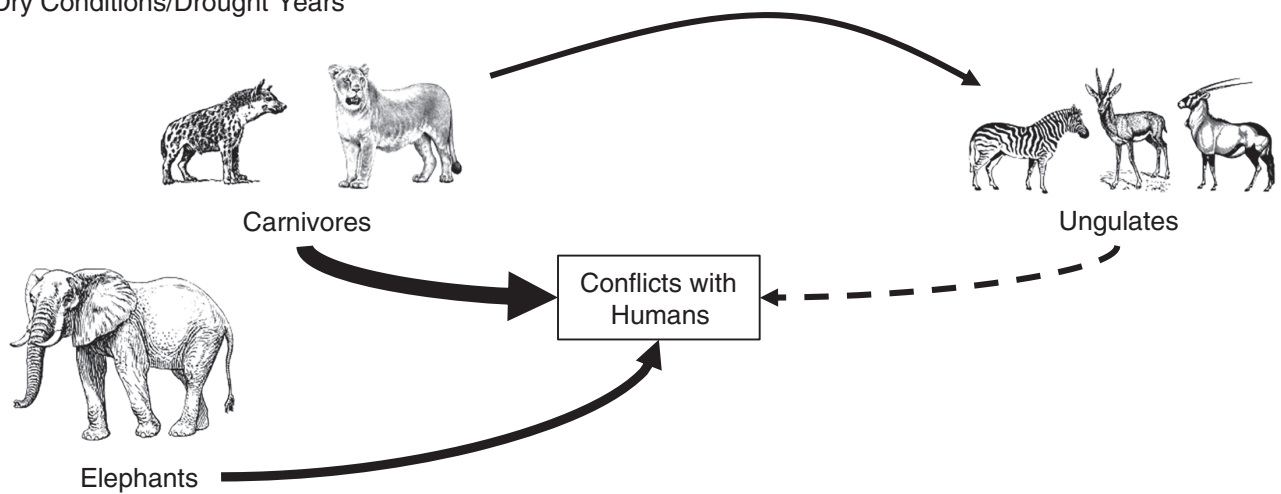 Dry Conditions/Drought Years
Carnivores
Ungulates
Conflicts with
Humans
Elephants